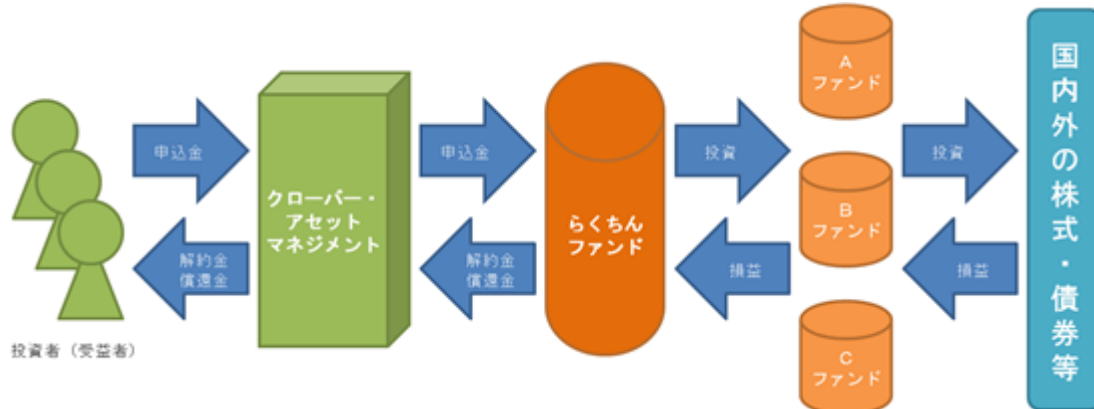 投資者（受益者）
申込金
解約金
償還金
クローバー・
アセット
マネジメント
申込金
解約金
償還金
らくちん
ファンド
投資
損益
A
ファンド
B
ファンド
C
ファンド
投資
損益
国内外の株式・債券等